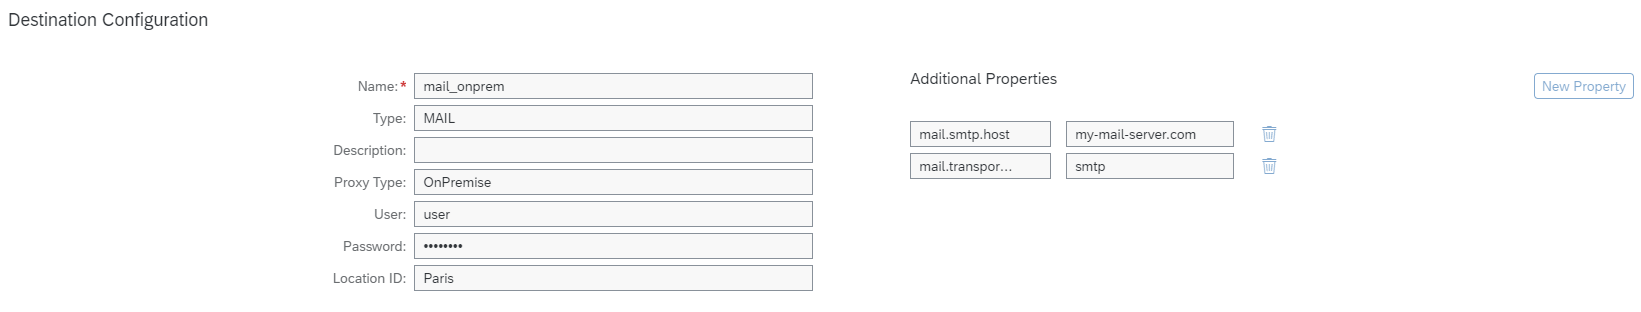 Destination Configuration
Name:* mail_onprem
Type: MAIL
Description:
Proxy Type: OnPremise
User: user
Password: ••••••••
Location ID: Paris
Additional Properties
New Property
mail.smtp.host my-mail-server.com
mail.transpor... smtp